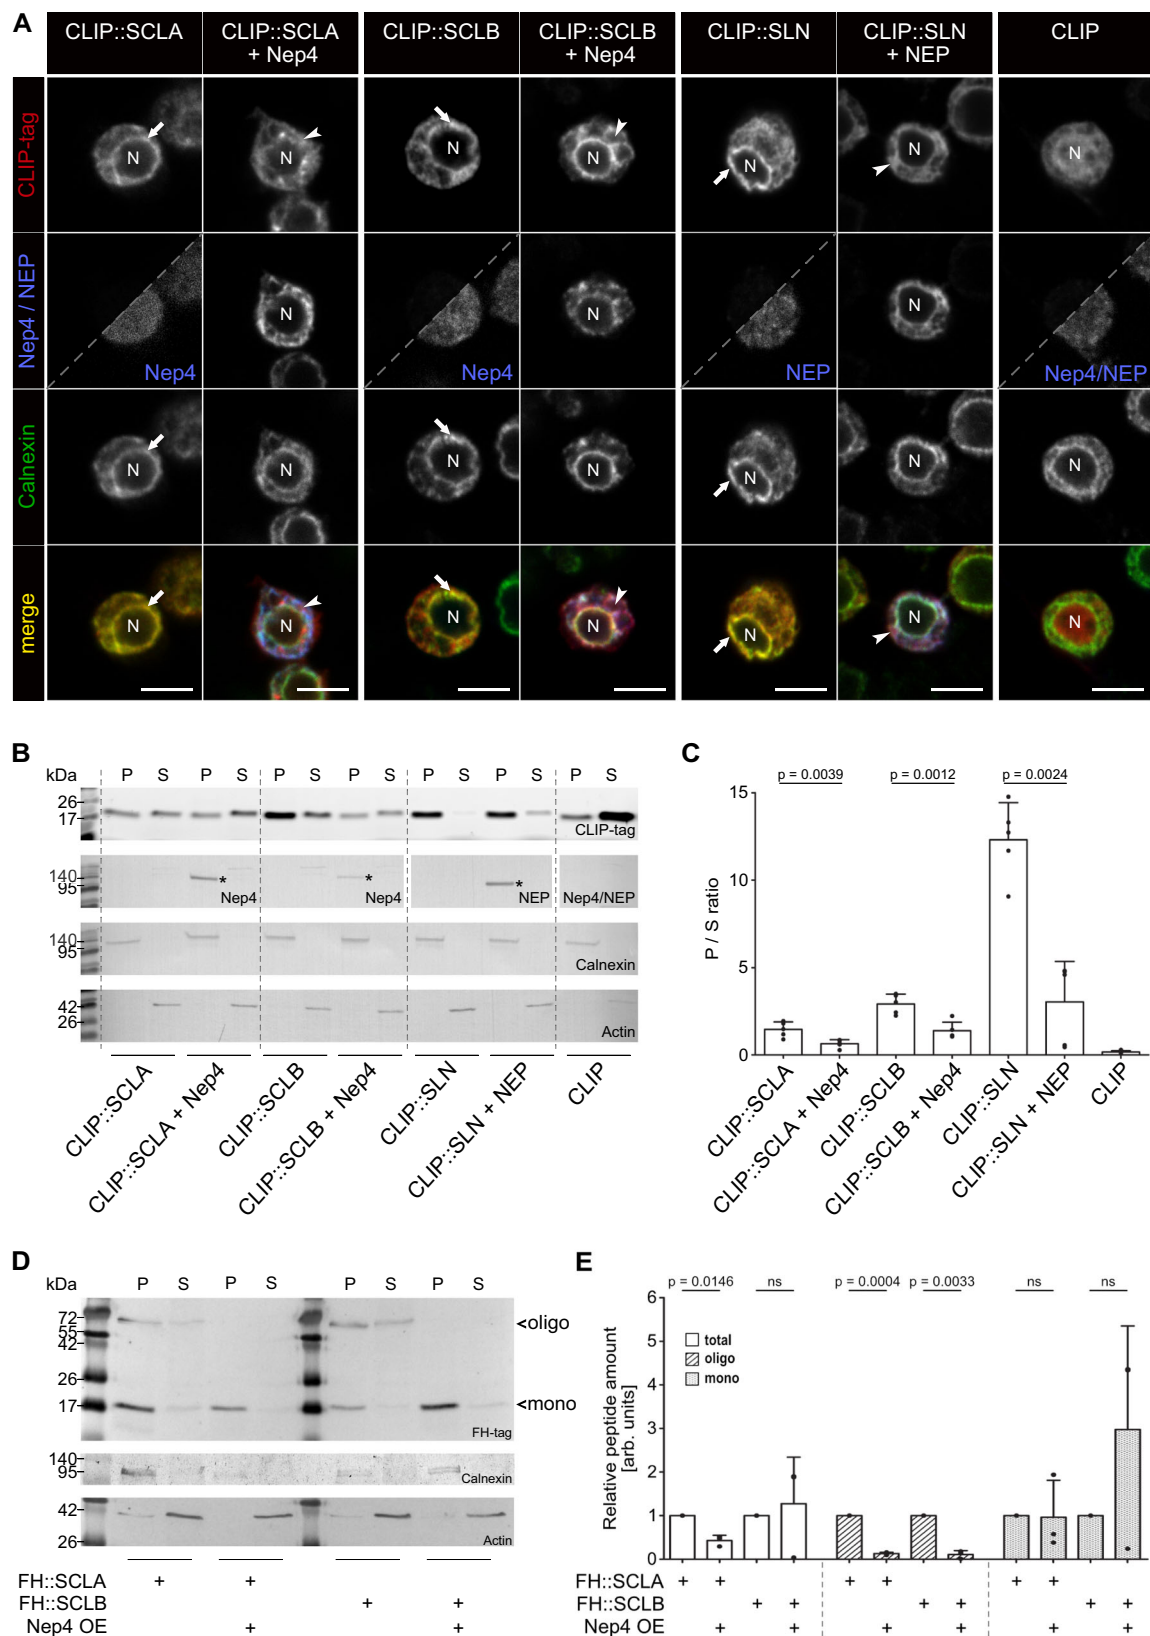 A
CLIP::SCLA
CLIP::SCLA + Nep4
CLIP::SCLB
CLIP::SCLB + Nep4
CLIP::SLN
CLIP::SLN + NEP
CLIP
CLIP-tag
N N N N N N N
Nep4 / NEP
N N N
Nep4 Nep4 NEP Nep4/NEP
Calnexin
N N N N N N N
merge
N N N N N N N
B
kDa P S P S P S P S P S P S P S
26
17
CLIP-tag
140
95
* * *
Nep4 Nep4 NEP Nep4/NEP
140
95
Calnexin
42
26
Actin
CLIP::SCLA
CLIP::SCLA + Nep4
CLIP::SCLB
CLIP::SCLB + Nep4
CLIP::SLN
CLIP::SLN + NEP
CLIP
C
p = 0.0039 p = 0.0012 p = 0.0024
P / S ratio
15
10
5
0
CLIP::SCLA
CLIP::SCLA + Nep4
CLIP::SCLB
CLIP::SCLB + Nep4
CLIP::SLN
CLIP::SLN + NEP
CLIP
D
kDa P S P S P S P S
72
55
42
26
17
<oligo
<mono
FH-tag
140
95
Calnexin
42
26
Actin
FH::SCLA + +
FH::SCLB + +
Nep4 OE + +
E
p = 0.0146 ns p = 0.0004 p = 0.0033 ns ns
Relative peptide amount
[arb. units]
6
5
4
3
2
1
0
total
oligo
mono
FH::SCLA + + + + + +
FH::SCLB + + + + + +
Nep4 OE + + + + + +